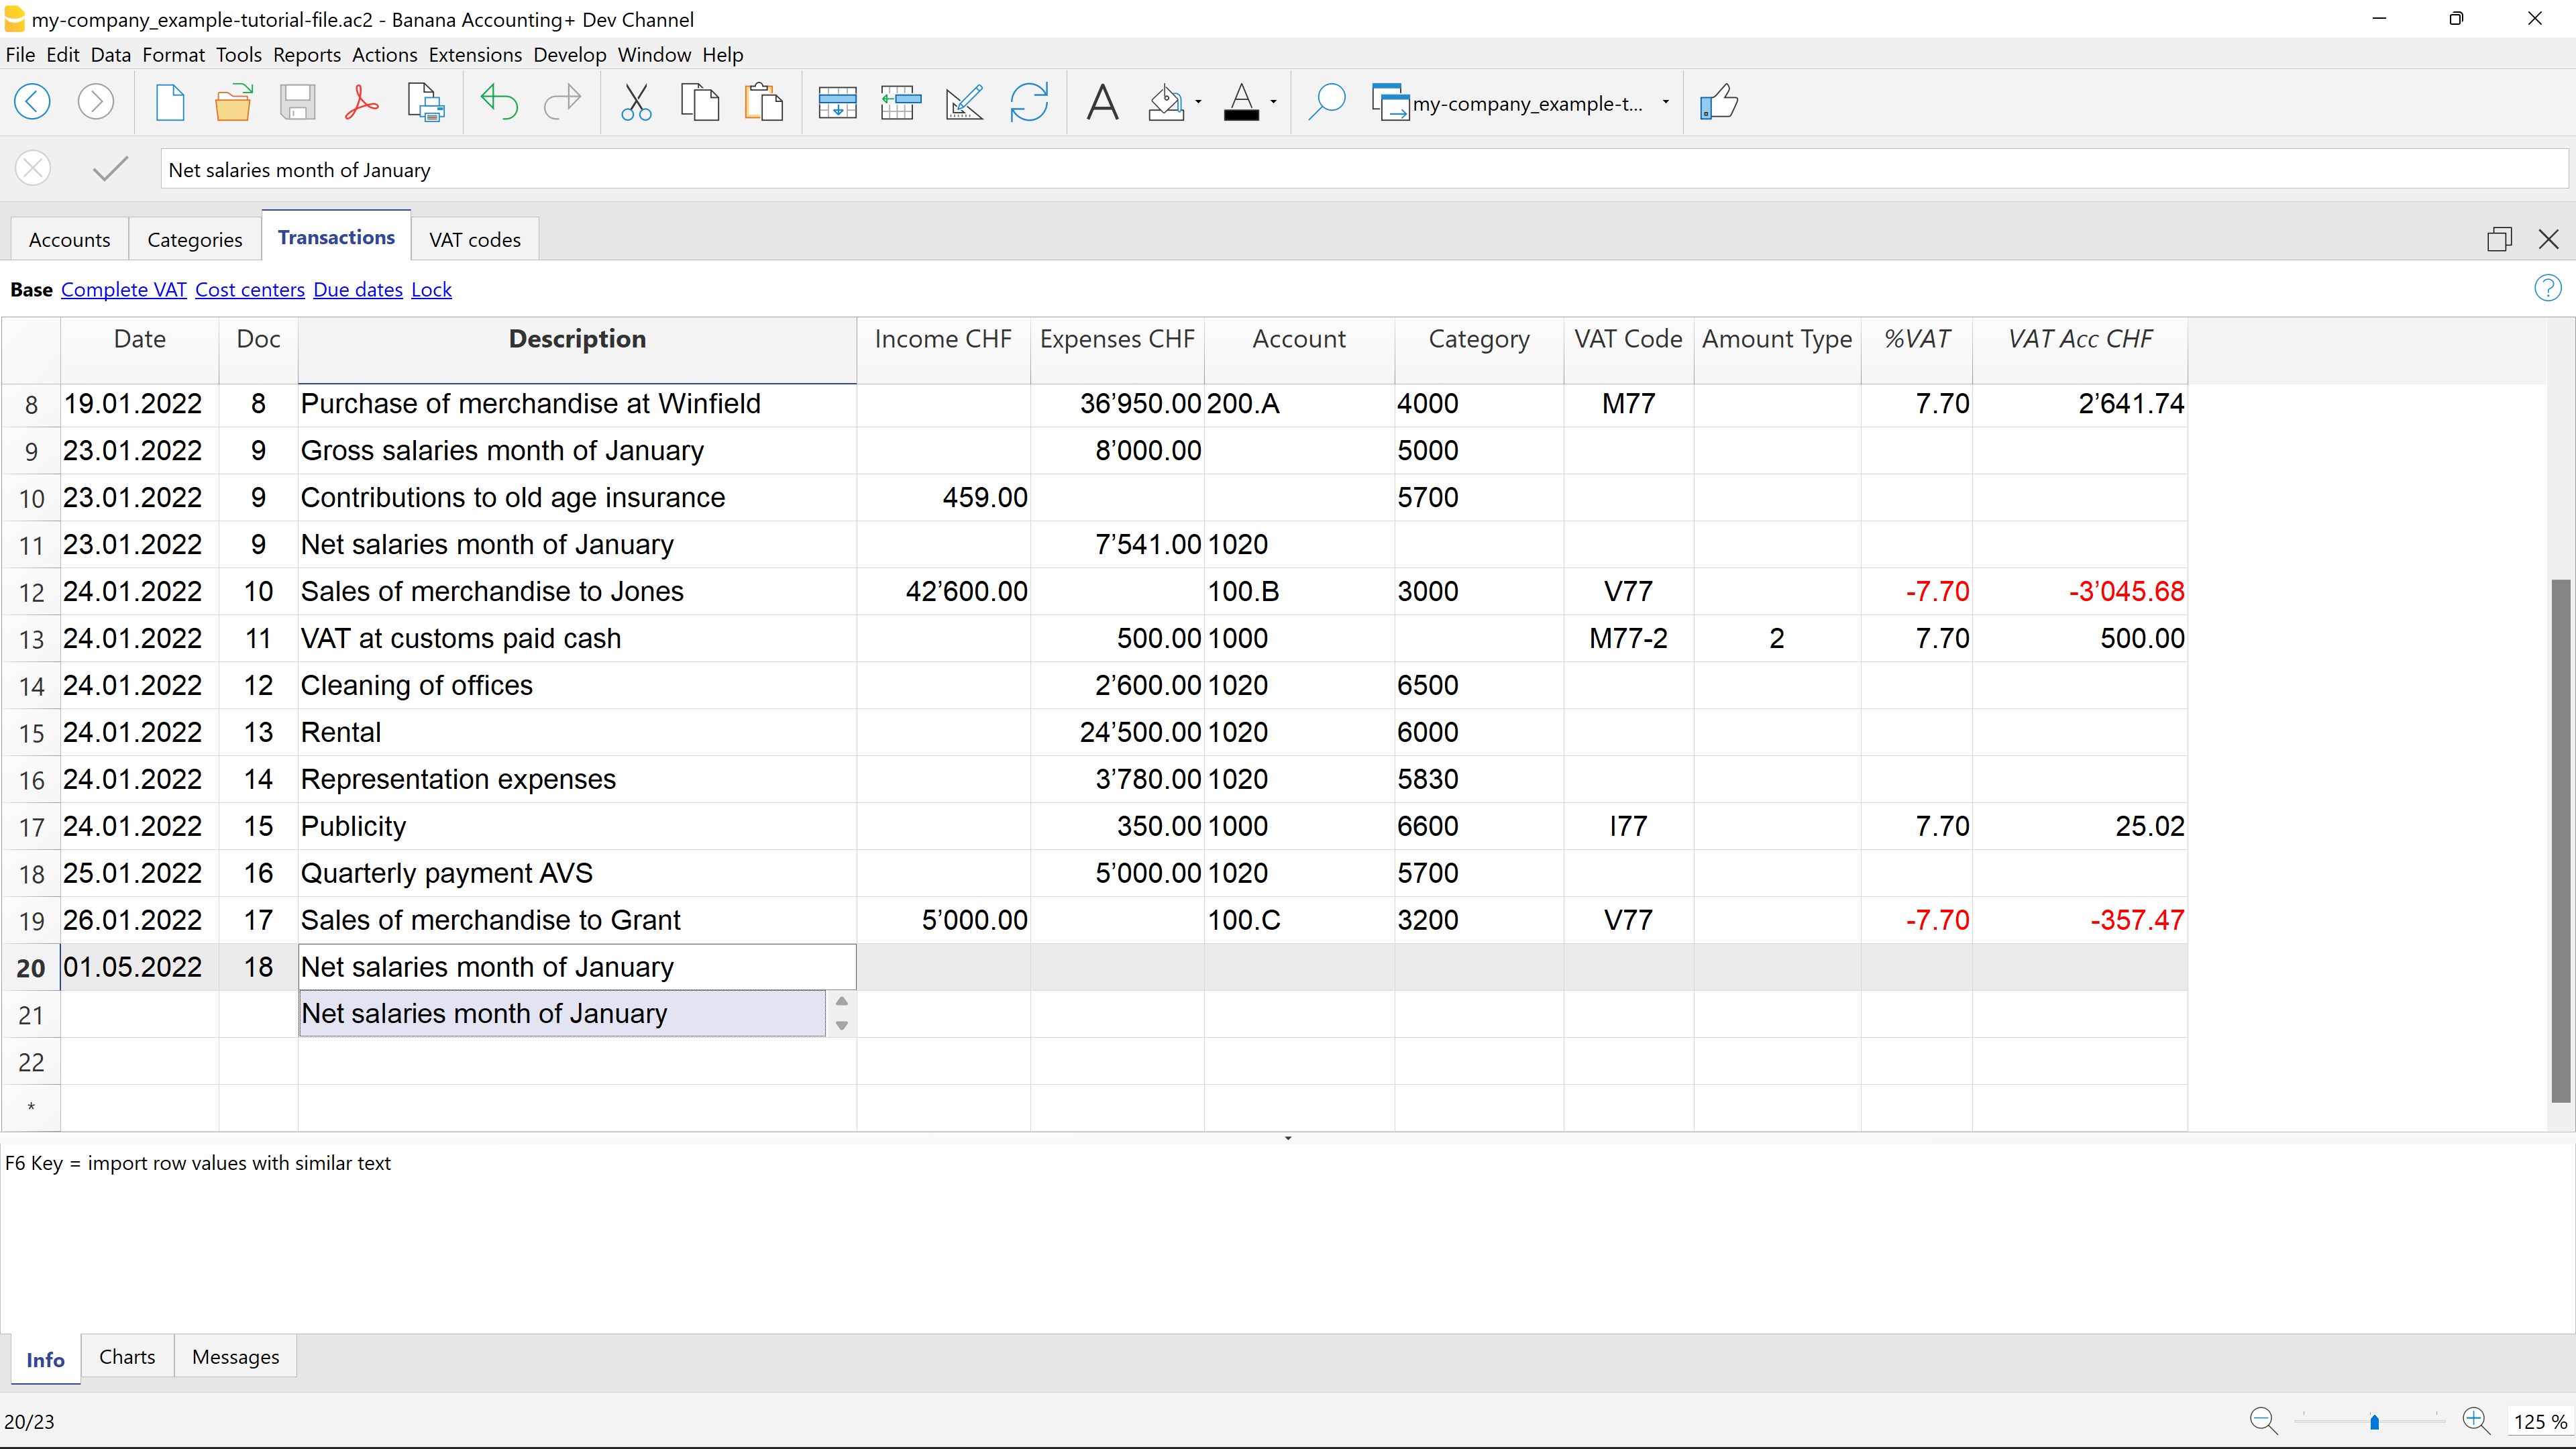 my-company_example-tutorial-file.ac2 - Banana Accounting+ Dev Channel
File Edit Data Format Tools Reports Actions Extensions Develop Window Help
my-company_example-t...
Net salaries month of January
Accounts Categories Transactions VAT codes
Base Complete VAT Cost centers Due dates Lock ?
Date Doc Description Income CHF Expenses CHF Account Category VAT Code Amount Type %VAT VAT Acc CHF
8 19.01.2022 8 Purchase of merchandise at Winfield 36’950.00 200.A 4000 M77 7.70 2’641.74
9 23.01.2022 9 Gross salaries month of January 8’000.00 5000
10 23.01.2022 9 Contributions to old age insurance 459.00 5700
11 23.01.2022 9 Net salaries month of January 7’541.00 1020
12 24.01.2022 10 Sales of merchandise to Jones 42’600.00 100.B 3000 V77 -7.70 -3’045.68
13 24.01.2022 11 VAT at customs paid cash 500.00 1000 M77-2 2 7.70 500.00
14 24.01.2022 12 Cleaning of offices 2’600.00 1020 6500
15 24.01.2022 13 Rental 24’500.00 1020 6000
16 24.01.2022 14 Representation expenses 3’780.00 1020 5830
17 24.01.2022 15 Publicity 350.00 1000 6600 I77 7.70 25.02
18 25.01.2022 16 Quarterly payment AVS 5’000.00 1020 5700
19 26.01.2022 17 Sales of merchandise to Grant 5’000.00 100.C 3200 V77 -7.70 -357.47
20 01.05.2022 18 Net salaries month of January
21 Net salaries month of January
22
*
F6 Key = import row values with similar text
Info Charts Messages
20/23 125 %